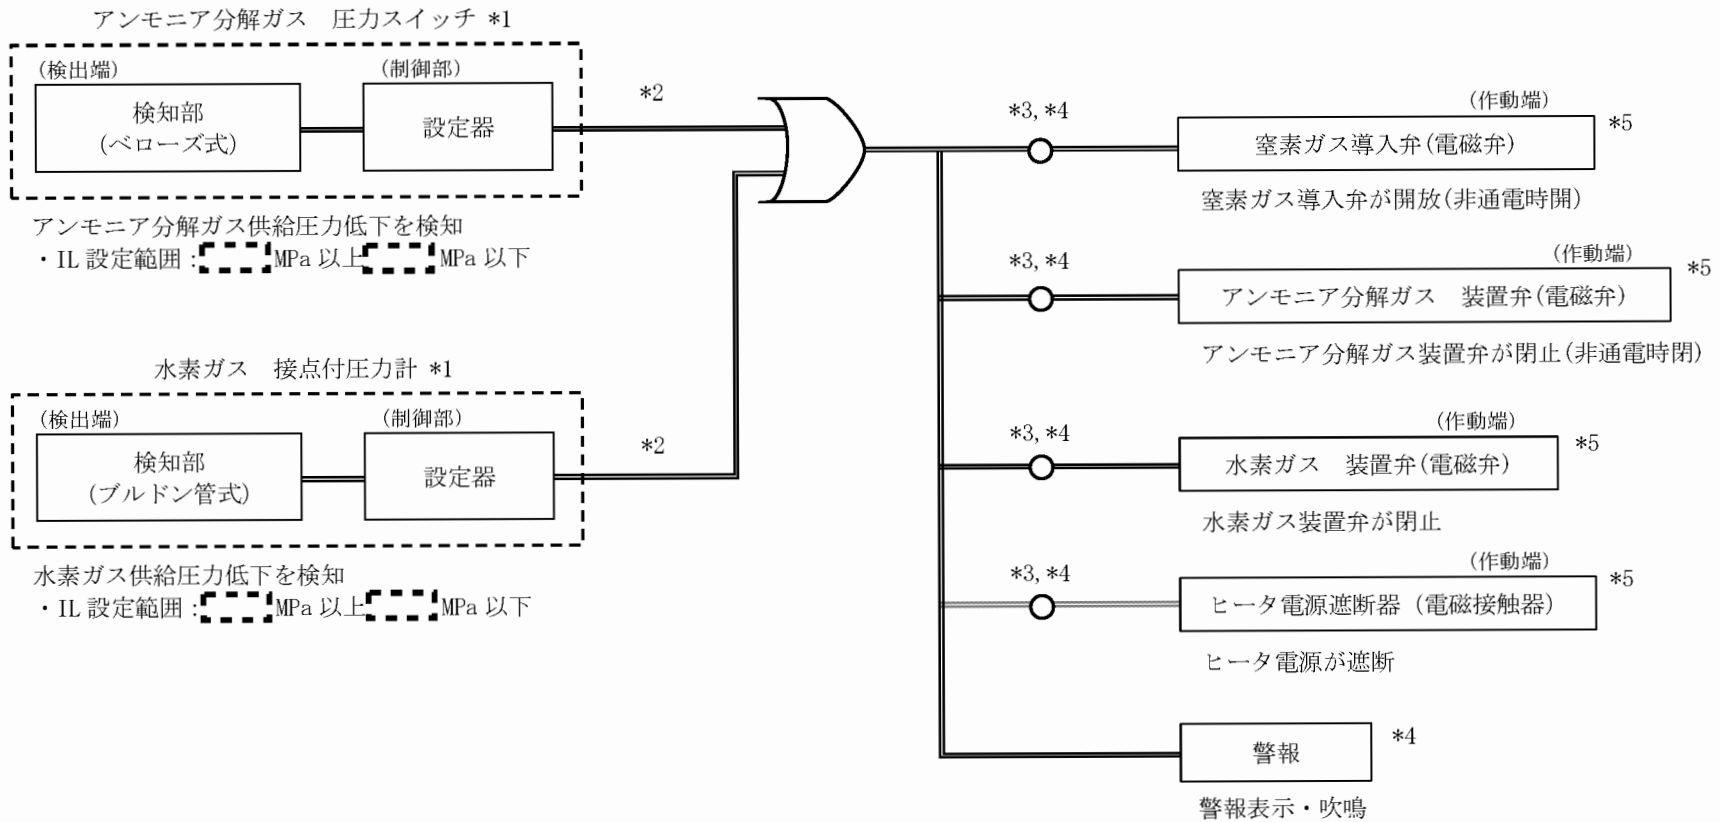 アンモニア分解ガス　圧力スイッチ *1
(検出端)
(制御部)
検知部
(ベローズ式)
設定器
*2
アンモニア分解ガス供給圧力低下を検知
・IL 設定範囲: MPa 以上 MPa 以下
水素ガス　接点付圧力計 *1
(検出端)
(制御部)
検知部
(ブルドン管式)
設定器
*2
水素ガス供給圧力低下を検知
・IL 設定範囲: MPa 以上 MPa 以下
*3, *4
(作動端)
窒素ガス導入弁(電磁弁)
*5
窒素ガス導入弁が開放(非通電時開)
*3, *4
(作動端)
アンモニア分解ガス　装置弁(電磁弁)
*5
アンモニア分解ガス装置弁が閉止(非通電時閉)
*3, *4
(作動端)
水素ガス　装置弁(電磁弁)
*5
水素ガス装置弁が閉止
*3, *4
(作動端)
ヒータ電源遮断器（電磁接触器）
*5
ヒータ電源が遮断
警報
*4
警報表示・吹鳴